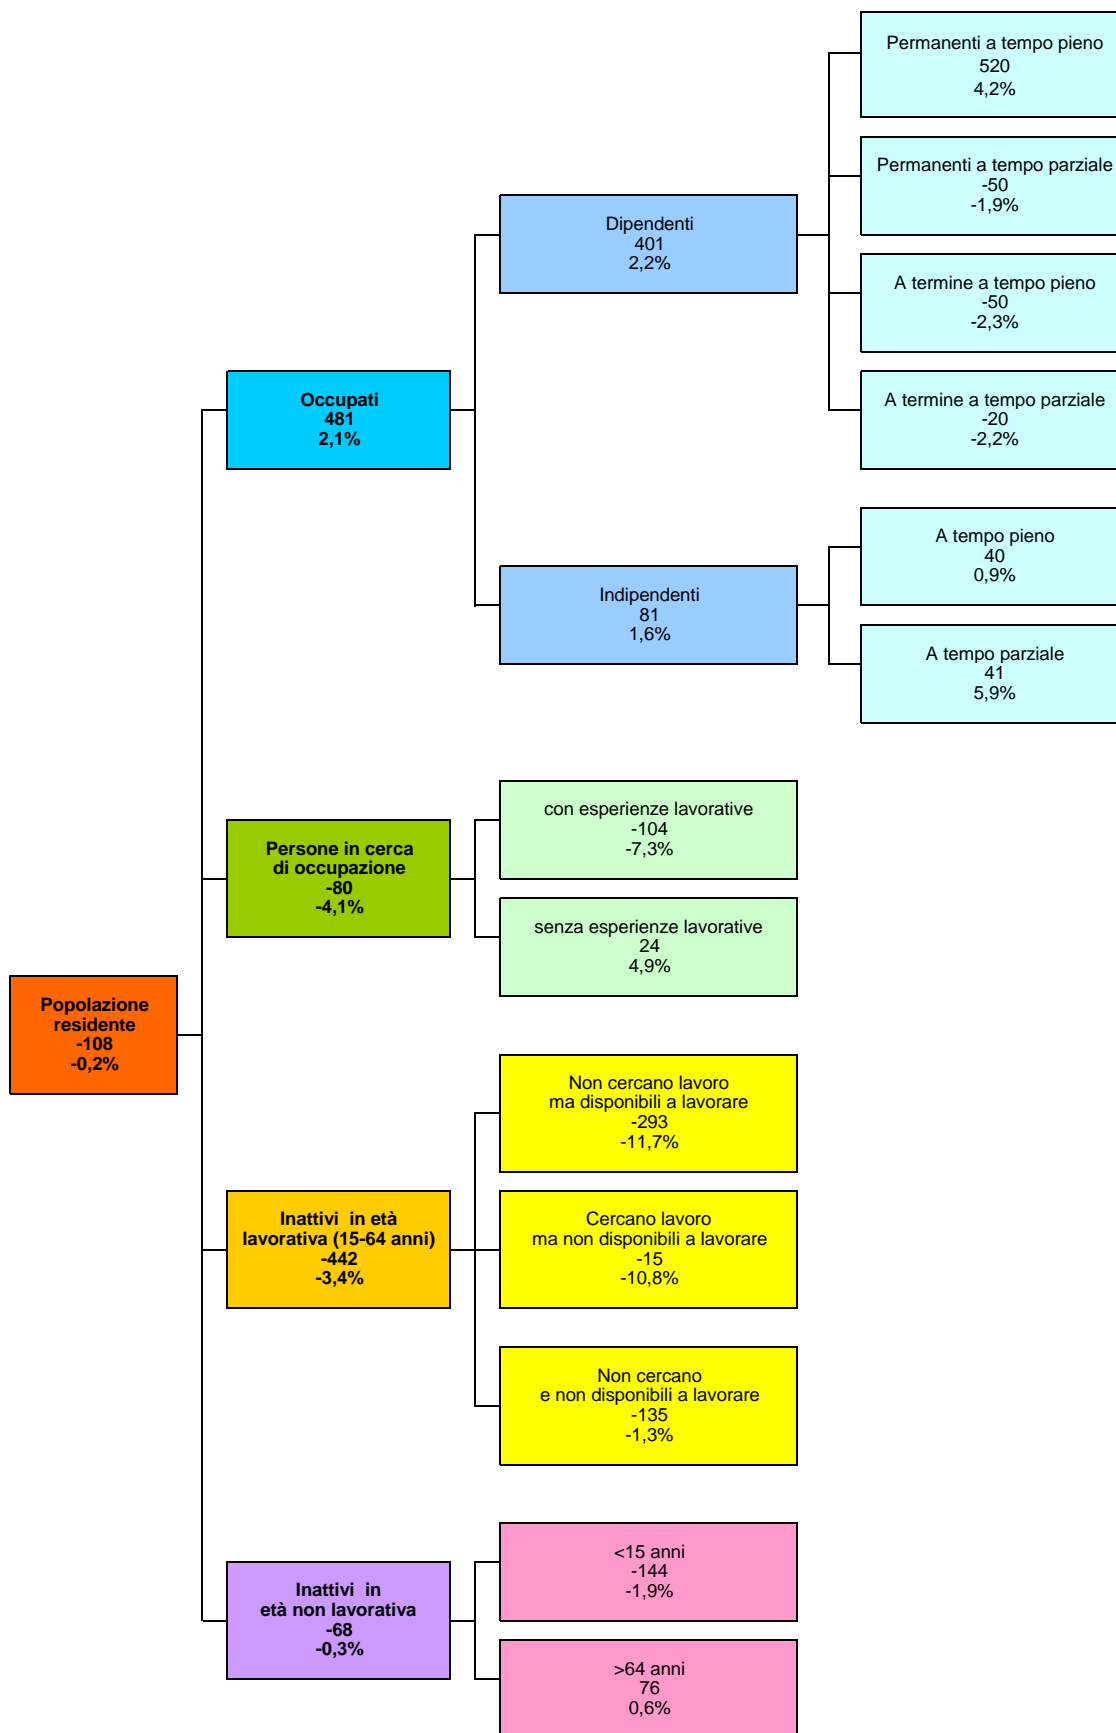 Permanenti a tempo pieno
520
4,2%
Permanenti a tempo parziale
-50
-1,9%
Dipendenti
401
2,2%
A termine a tempo pieno
-50
-2,3%
Occupati
481
2,1%
A termine a tempo parziale
-20
-2,2%
A tempo pieno
40
0,9%
Indipendenti
81
1,6%
A tempo parziale
41
5,9%
con esperienze lavorative
-104
-7,3%
Persone in cerca
di occupazione
-80
-4,1%
senza esperienze lavorative
24
4,9%
Popolazione
residente
-108
-0,2%
Non cercano lavoro
ma disponibili a lavorare
-293
-11,7%
Inattivi  in età
lavorativa (15-64 anni)
-442
-3,4%
Cercano lavoro
ma non disponibili a lavorare
-15
-10,8%
Non cercano
e non disponibili a lavorare
-135
-1,3%
<15 anni
-144
-1,9%
Inattivi  in
età non lavorativa
-68
-0,3%
>64 anni
76
0,6%